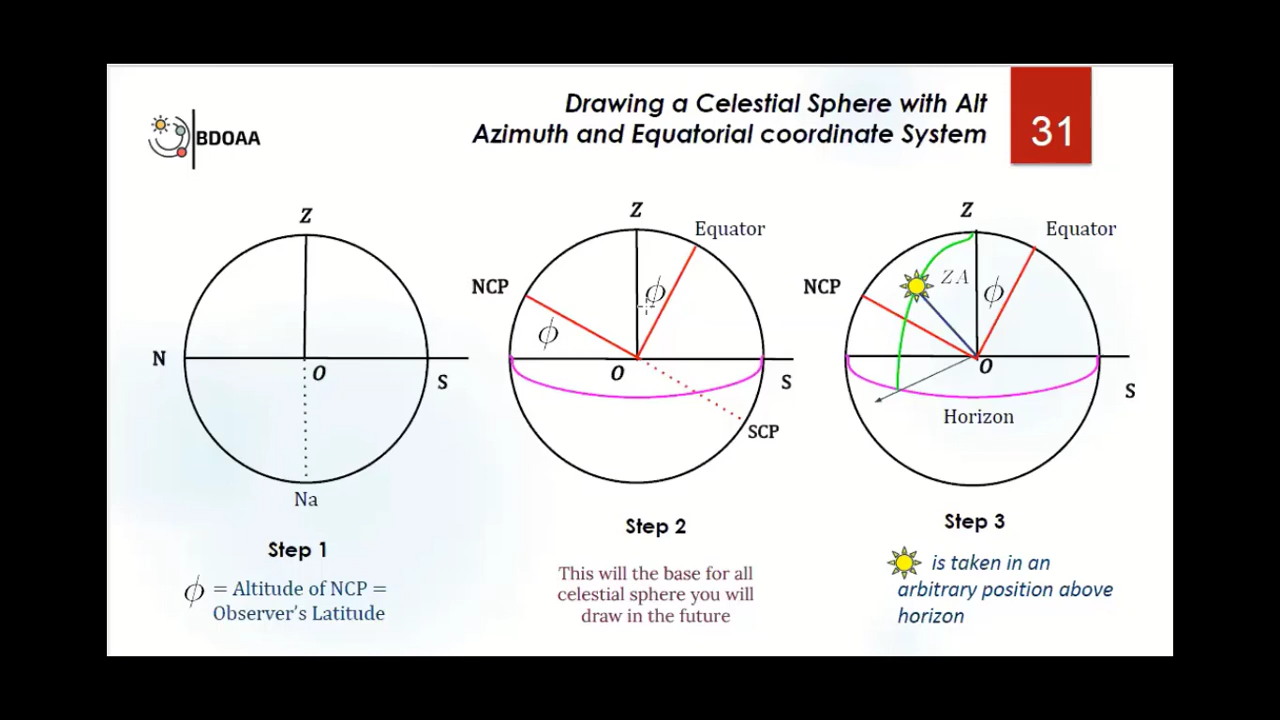 BDOAA
Drawing a Celestial Sphere with Alt
Azimuth and Equatorial coordinate System
31
Z
N
O
S
Na
Step 1
ϕ = Altitude of NCP =
Observer's Latitude
Z
Equator
NCP
ϕ
ϕ
O
S
SCP
Step 2
This will the base for all
celestial sphere you will
draw in the future
Z
Equator
NCP
ZA
ϕ
O
S
Horizon
Step 3
is taken in an
arbitrary position above
horizon